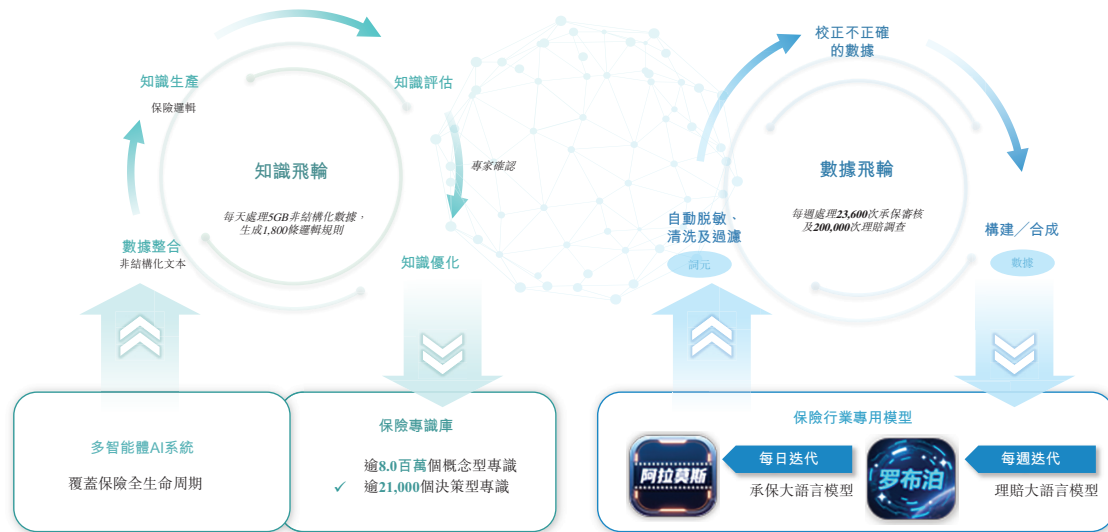 知識生產
保險邏輯
知識評估
知識飛輪
每天處理5GB非結構化數據，
生成1,800條邏輯規則
專家確認
數據整合
非結構化文本
知識優化
校正不正確
的數據
數據飛輪
每週處理23,600次承保審核
及200,000次理賠調查
自動脫敏、
清洗及過濾
詞元
構建／合成
數據
多智能體AI系統
覆蓋保險全生命周期
保險專識庫
逾8.0百萬個概念型專識
✓ 逾21,000個決策型專識
保險行業專用模型
阿拉莫斯
每日迭代
承保大語言模型
罗布泊
每週迭代
理賠大語言模型